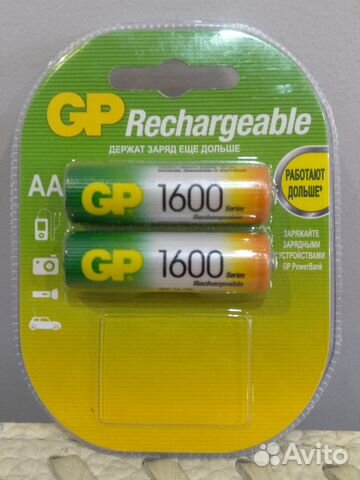 GP Rechargeable
ДЕРЖАТ ЗАРЯД ЕЩЕ ДОЛЬШЕ
AA
GP 1600 Series
Rechargeable
РАБОТАЮТ
ДОЛЬШЕ*
GP 1600 Series
Rechargeable
ЗАРЯЖАЙТЕ
ЗАРЯДНЫМИ
УСТРОЙСТВАМИ
GP PowerBank
Avito